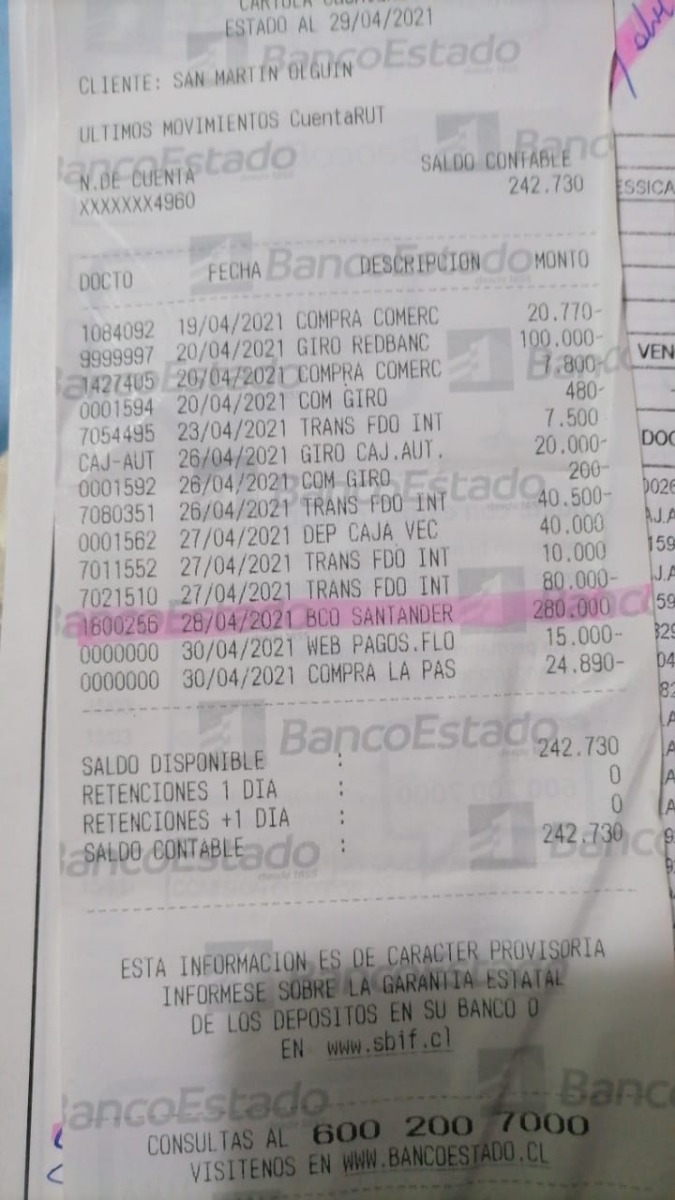 ESTADO AL 29/04/2021
CLIENTE: SAN MARTIN OLGUIN
ULTIMOS MOVIMIENTOS CuentaRUT
N.DE CUENTA SALDO CONTABLE
XXXXXXX4960 242.730
DOCTO FECHA DESCRIPCION MONTO
1084092 19/04/2021 COMPRA COMERC 20.770-
9999997 20/04/2021 GIRO REDBANC 100.000-
1427405 20/04/2021 COMPRA COMERC 7.800-
0001594 20/04/2021 COM GIRO 480-
7054495 23/04/2021 TRANS FDO INT 7.500
CAJ-AUT 26/04/2021 GIRO CAJ.AUT. 20.000-
0001592 26/04/2021 COM GIRO 200-
7080351 26/04/2021 TRANS FDO INT 40.500-
0001562 27/04/2021 DEP CAJA VEC 40.000
7011552 27/04/2021 TRANS FDO INT 10.000
7021510 27/04/2021 TRANS FDO INT 80.000-
1800256 28/04/2021 BCO SANTANDER 280.000
0000000 30/04/2021 WEB PAGOS.FLO 15.000-
0000000 30/04/2021 COMPRA LA PAS 24.890-
SALDO DISPONIBLE : 242.730
RETENCIONES 1 DIA : 0
RETENCIONES +1 DIA : 0
SALDO CONTABLE : 242.730
ESTA INFORMACION ES DE CARACTER PROVISORIA
INFORMESE SOBRE LA GARANTIA ESTATAL
DE LOS DEPOSITOS EN SU BANCO O
EN www.sbif.cl
CONSULTAS AL 600 200 7000
VISITENOS EN WWW.BANCOESTADO.CL
BancoEstado
desde 1855
ESSICA
VEN
DOC